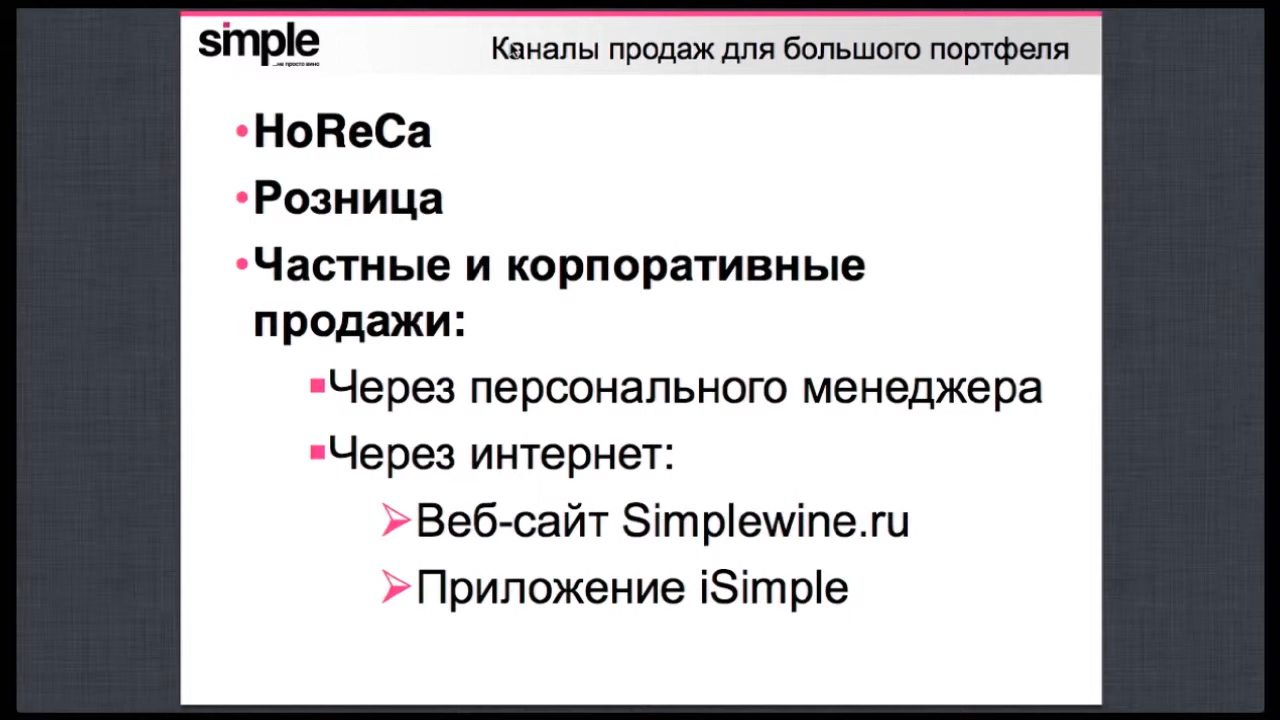 simple
...не просто вино
Каналы продаж для большого портфеля
•HoReCa
•Розница
•Частные и корпоративные
продажи:
▪Через персонального менеджера
▪Через интернет:
➢Веб-сайт Simplewine.ru
➢Приложение iSimple